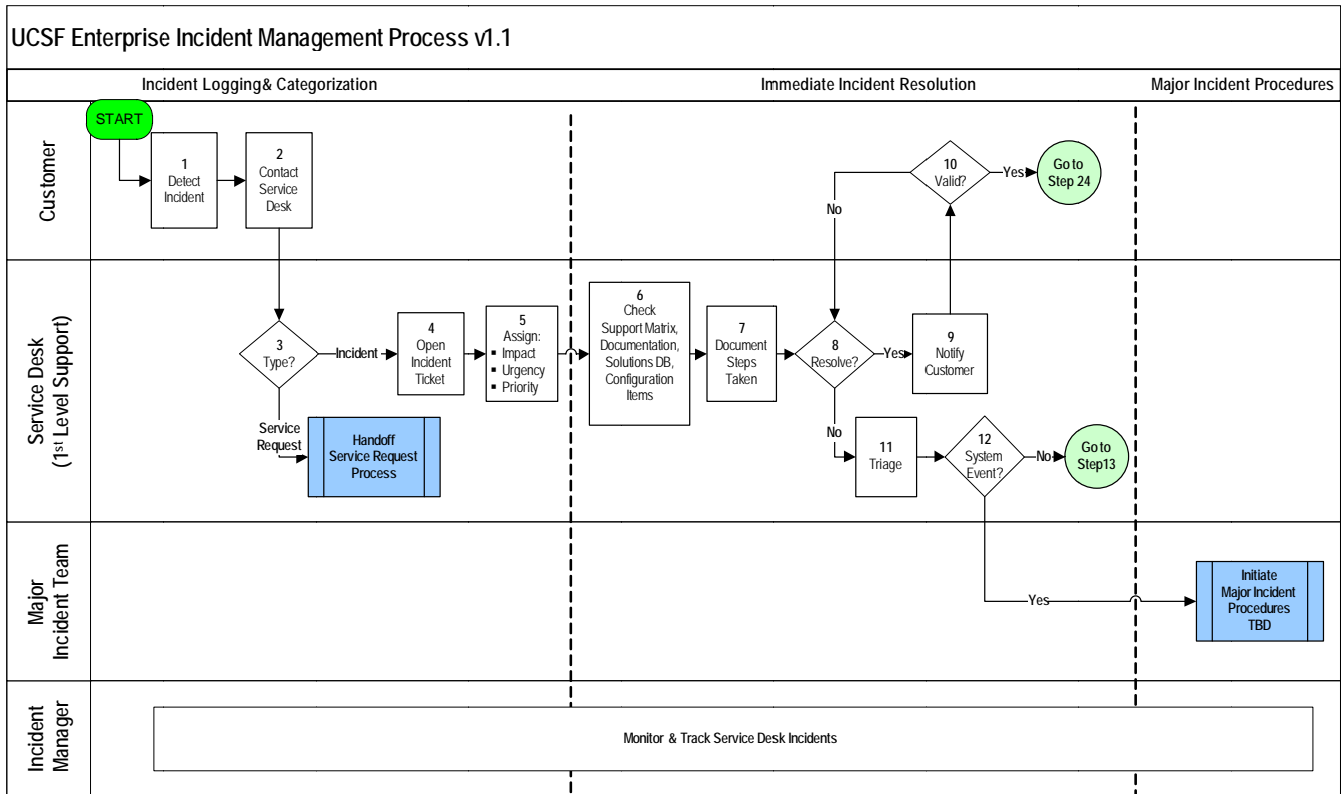 UCSF Enterprise Incident Management Process v1.1
Incident Logging& Categorization
Immediate Incident Resolution
Major Incident Procedures
Customer
START
1
Detect
Incident
2
Contact
Service
Desk
10
Valid?
Yes
Go to
Step 24
No
Service Desk
(1st Level Support)
3
Type?
Incident
4
Open
Incident
Ticket
5
Assign:
▪ Impact
▪ Urgency
▪ Priority
6
Check
Support Matrix,
Documentation,
Solutions DB,
Configuration
Items
7
Document
Steps
Taken
8
Resolve?
Yes
9
Notify
Customer
Service
Request
Handoff
Service Request
Process
No
11
Triage
12
System
Event?
No
Go to
Step13
Major
Incident Team
Yes
Initiate
Major Incident
Procedures
TBD
Incident
Manager
Monitor & Track Service Desk Incidents